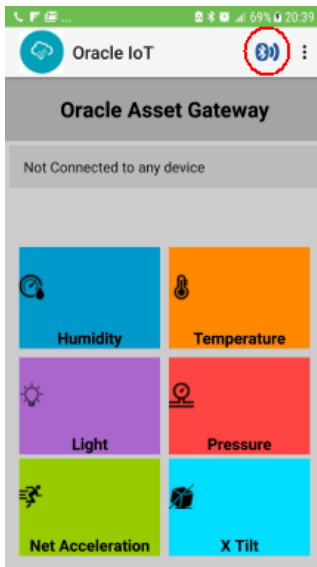 ... 69% 20:39
Oracle IoT
Oracle Asset Gateway
Not Connected to any device
Humidity Temperature
Light Pressure
Net Acceleration X Tilt